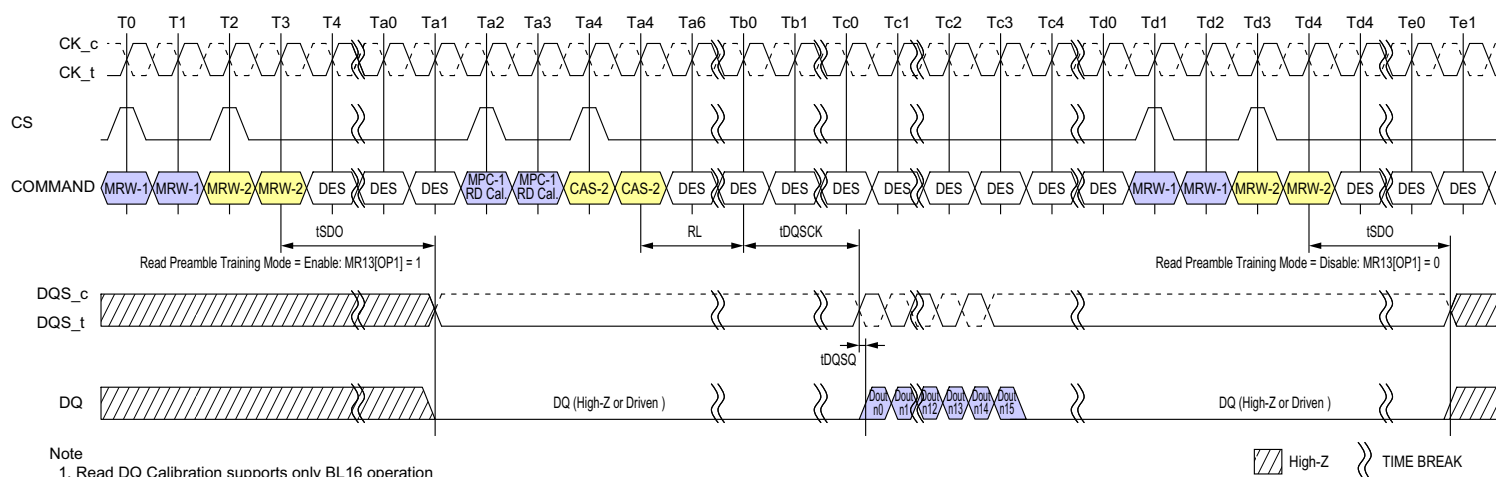 T0 T1 T2 T3 T4 Ta0 Ta1 Ta2 Ta3 Ta4 Ta4 Ta6 Tb0 Tb1 Tc0 Tc1 Tc2 Tc3 Tc4 Td0 Td1 Td2 Td3 Td4 Td4 Te0 Te1
CK_c
CK_t
CS
COMMAND MRW-1 MRW-1 MRW-2 MRW-2 DES DES DES MPC-1 RD Cal. MPC-1 RD Cal. CAS-2 CAS-2 DES DES DES DES DES DES DES DES DES MRW-1 MRW-1 MRW-2 MRW-2 DES DES DES
tSDO RL tDQSCK tSDO
Read Preamble Training Mode = Enable: MR13[OP1] = 1 Read Preamble Training Mode = Disable: MR13[OP1] = 0
DQS_c
DQS_t
tDQSQ
DQ DQ (High-Z or Driven ) Dout n0 Dout n1 Dout n12 Dout n13 Dout n14 Dout n15 DQ (High-Z or Driven )
Note
1. Read DQ Calibration supports only BL16 operation
High-Z TIME BREAK